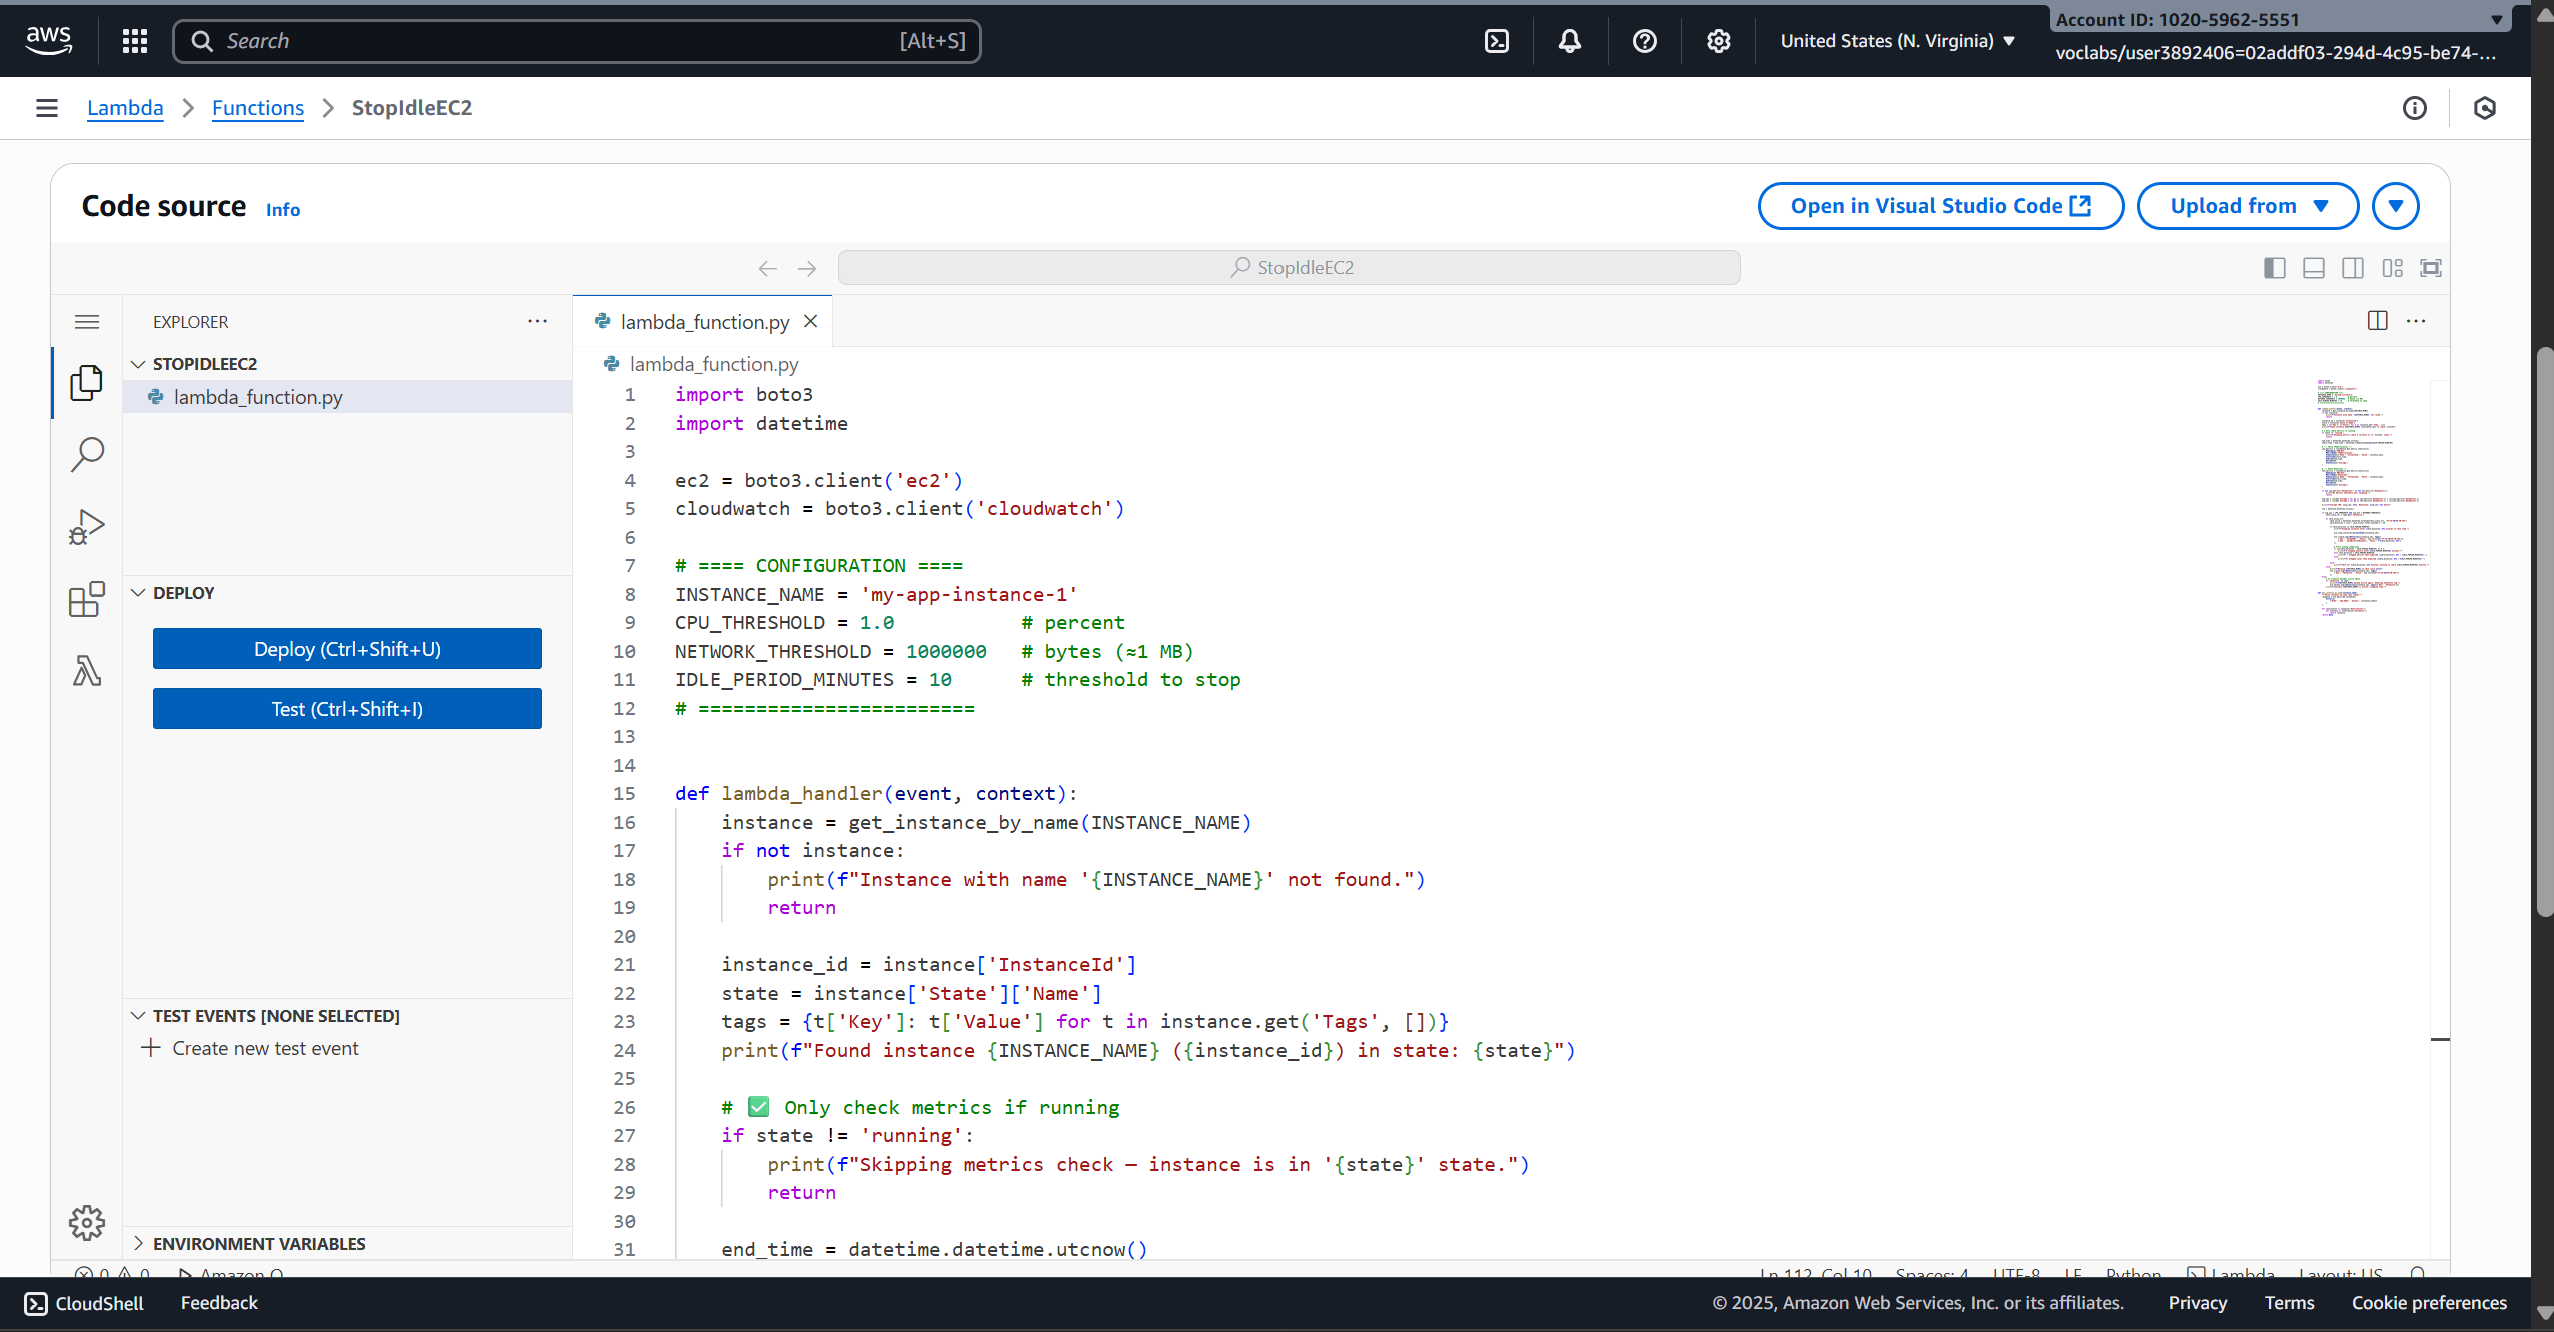 aws
Search [Alt+S]
United States (N. Virginia)
Account ID: 1020-5962-5551
voclabs/user3892406=02addf03-294d-4c95-be74-...
Lambda
Functions
StopIdleEC2
Code source
Info
Open in Visual Studio Code
Upload from
StopIdleEC2
EXPLORER
STOPIDLEEC2
lambda_function.py
DEPLOY
Deploy (Ctrl+Shift+U)
Test (Ctrl+Shift+I)
TEST EVENTS [NONE SELECTED]
Create new test event
ENVIRONMENT VARIABLES
lambda_function.py
lambda_function.py
1 import boto3
2 import datetime
3
4 ec2 = boto3.client('ec2')
5 cloudwatch = boto3.client('cloudwatch')
6
7 # ==== CONFIGURATION ====
8 INSTANCE_NAME = 'my-app-instance-1'
9 CPU_THRESHOLD = 1.0 # percent
10 NETWORK_THRESHOLD = 1000000 # bytes (≈1 MB)
11 IDLE_PERIOD_MINUTES = 10 # threshold to stop
12 # ========================
13
14
15 def lambda_handler(event, context):
16 instance = get_instance_by_name(INSTANCE_NAME)
17 if not instance:
18 print(f"Instance with name '{INSTANCE_NAME}' not found.")
19 return
20
21 instance_id = instance['InstanceId']
22 state = instance['State']['Name']
23 tags = {t['Key']: t['Value'] for t in instance.get('Tags', [])}
24 print(f"Found instance {INSTANCE_NAME} ({instance_id}) in state: {state}")
25
26 # ✅ Only check metrics if running
27 if state != 'running':
28 print(f"Skipping metrics check — instance is in '{state}' state.")
29 return
30
31 end_time = datetime.datetime.utcnow()
0 0 Amazon Q
Ln 112, Col 10 Spaces: 4 UTF-8 LF Python Lambda Layout: US
CloudShell
Feedback
© 2025, Amazon Web Services, Inc. or its affiliates.
Privacy
Terms
Cookie preferences